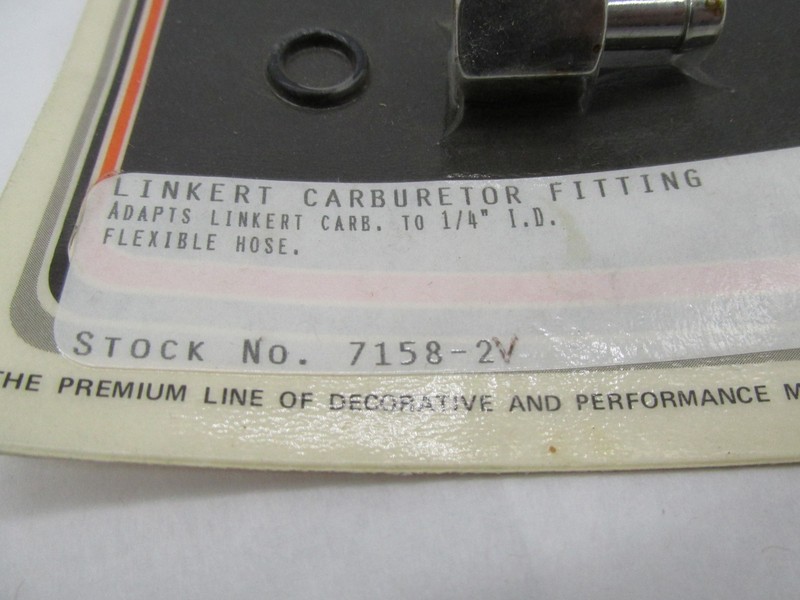 LINKERT CARBURETOR FITTING
ADAPTS LINKERT CARB. TO 1/4" I.D.
FLEXIBLE HOSE.
STOCK NO. 7158-2V
THE PREMIUM LINE OF DECORATIVE AND PERFORMANCE M